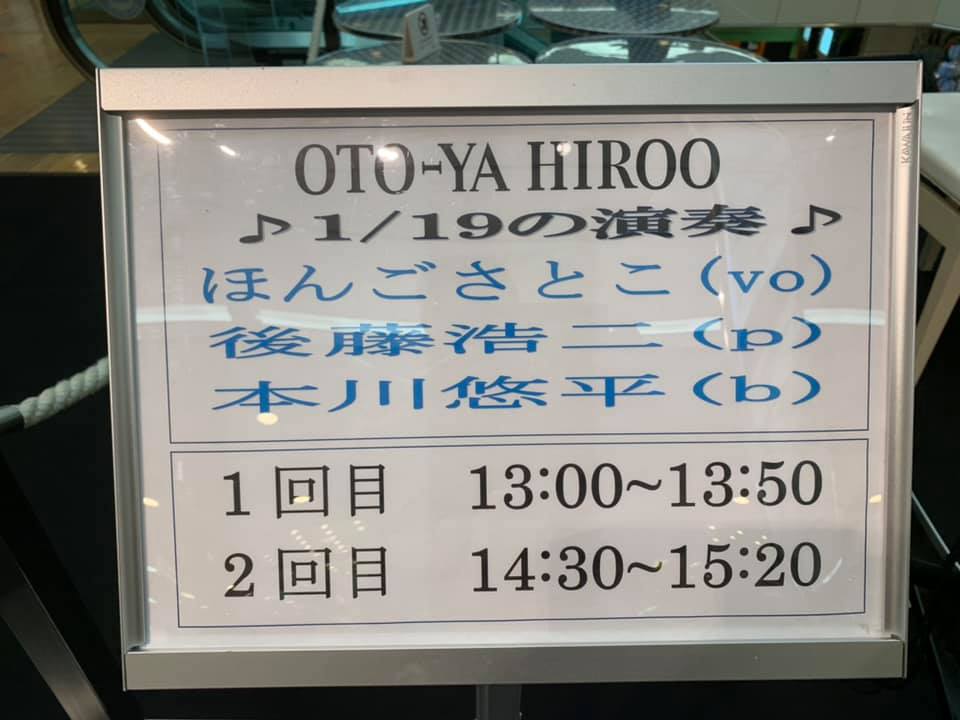 OTO-YA HIROO
♪1/19の演奏♪
ほんごさとこ(vo)
後藤浩二(p)
本川悠平(b)
1回目 13:00~13:50
2回目 14:30~15:20
KAWAJUN